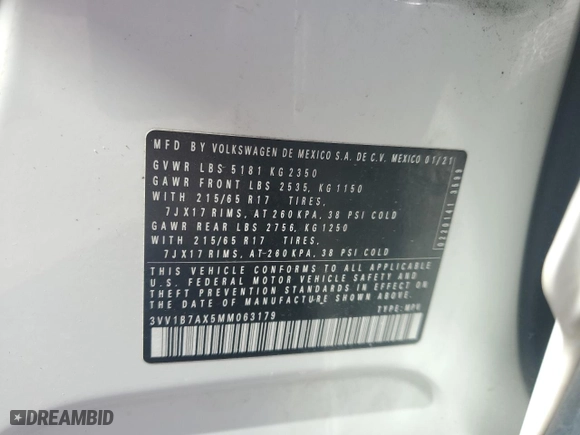 MFD BY VOLKSWAGEN DE MEXICO S.A. DE C.V. MEXICO 01/21
GVWR LBS 5181 KG 2350
GAWR FRONT LBS 2535, KG 1150
WITH 215/65 R17 TIRES.
7JX17 RIMS, AT 260 KPA, 38 PSI COLD
GAWR REAR LBS 2756, KG 1250
WITH 215/65 R17 TIRES.
7JX17 RIMS, AT 260 KPA, 38 PSI COLD
THIS VEHICLE CONFORMS TO ALL APPLICABLE
U.S. FEDERAL MOTOR VEHICLE SAFETY AND
THEFT PREVENTION STANDARDS IN EFFECT ON
THE DATE OF MANUFACTURE SHOWN ABOVE.
3VV1B7AX5MM063179 TYPE: MPV
DREAMBID